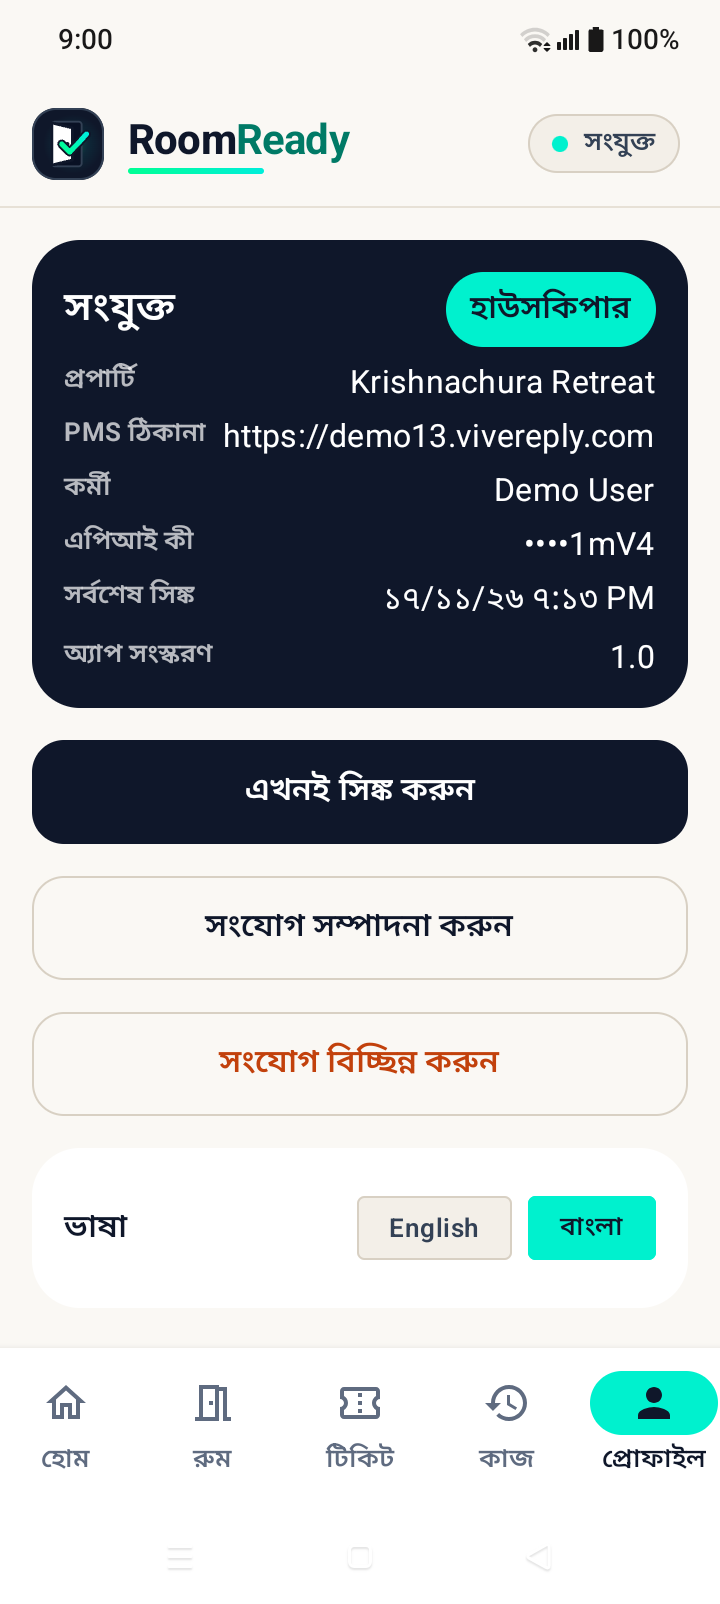 9:00 100%
RoomReady
সংযুক্ত
সংযুক্ত
হাউসকিপার
প্রপার্টি Krishnachura Retreat
PMS ঠিকানা https://demo13.vivereply.com
কর্মী Demo User
এপিআই কী ••••1mV4
সর্বশেষ সিঙ্ক ১৭/১১/২৬ ৭:১৩ PM
অ্যাপ সংস্করণ 1.0
এখনই সিঙ্ক করুন
সংযোগ সম্পাদনা করুন
সংযোগ বিচ্ছিন্ন করুন
ভাষা English বাংলা
হোম রুম টিকিট কাজ প্রোফাইল